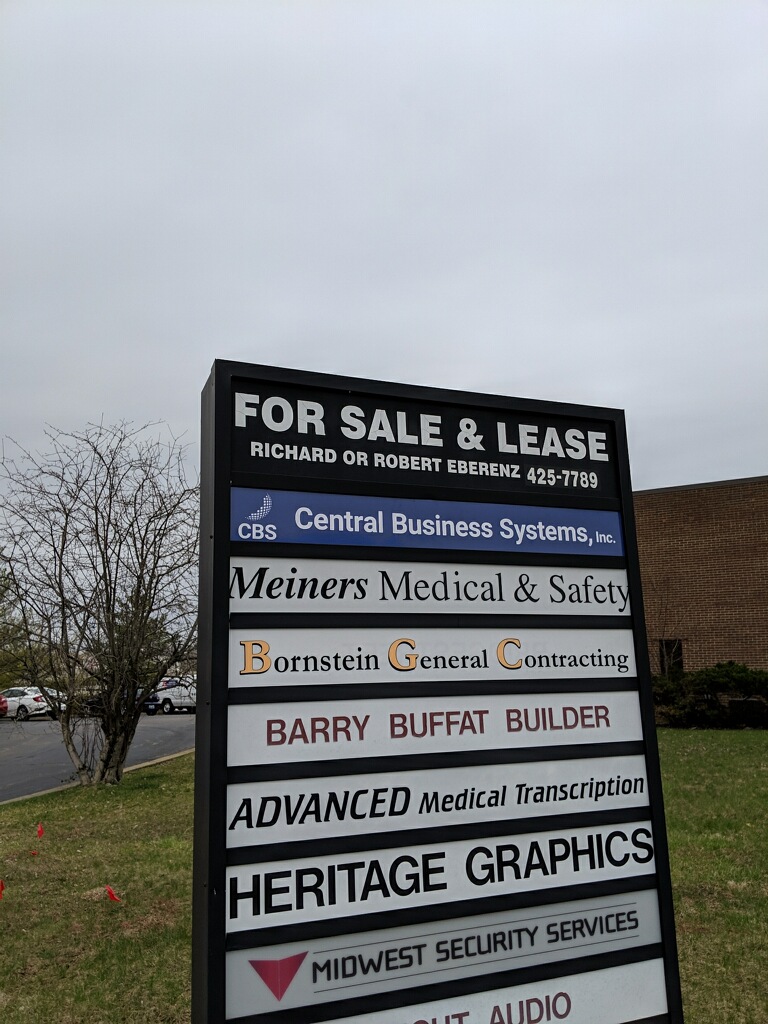 FOR SALE & LEASE
RICHARD OR ROBERT EBERENZ 425-7789
CBS Central Business Systems, Inc.
Meiners Medical & Safety
Bornstein General Contracting
BARRY BUFFAT BUILDER
ADVANCED Medical Transcription
HERITAGE GRAPHICS
MIDWEST SECURITY SERVICES
AUDIO